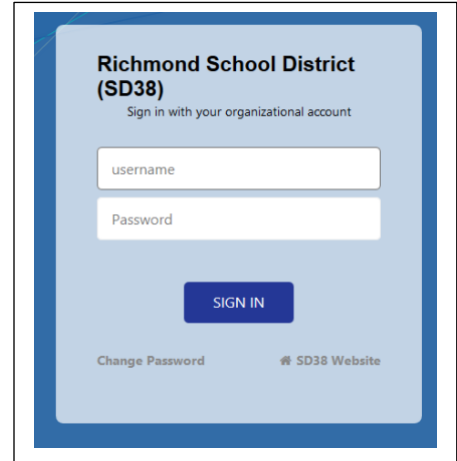 Richmond School District
(SD38)
Sign in with your organizational account
username
Password
SIGN IN
Change Password
SD38 Website